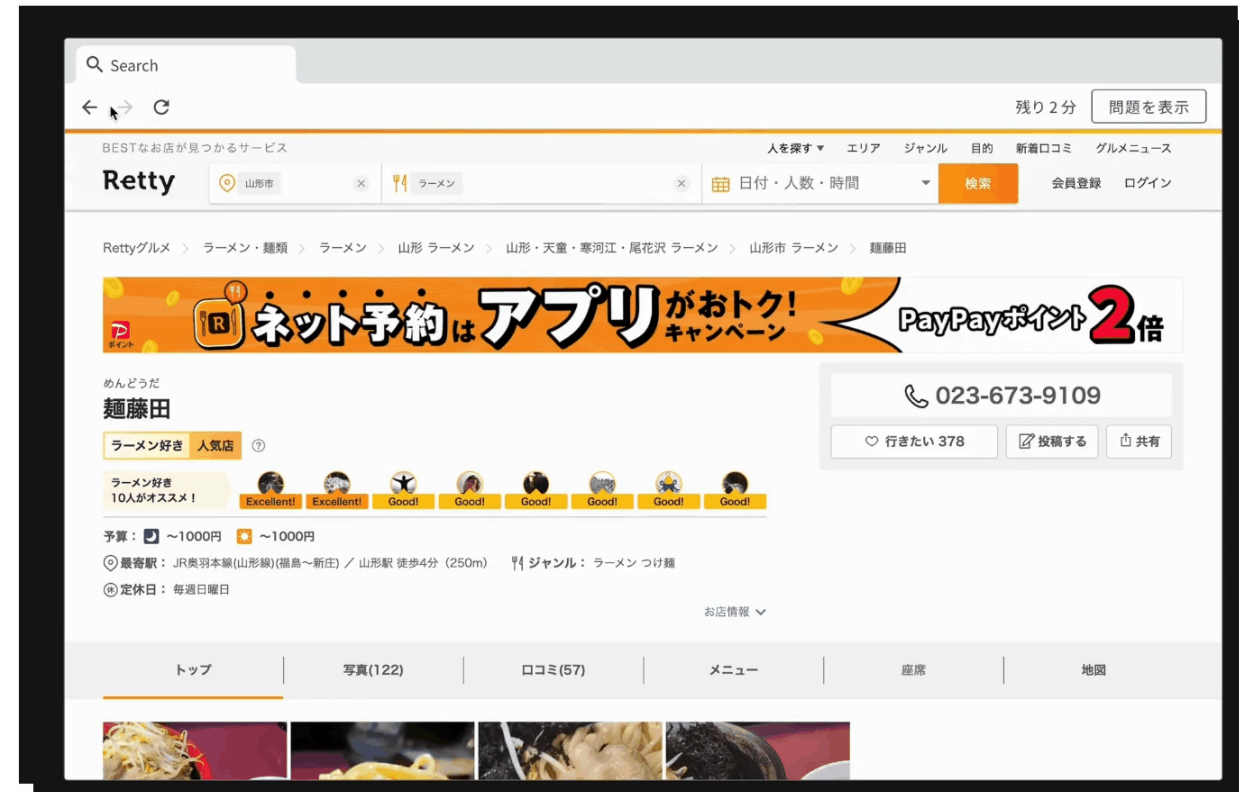 Search
残り2分 問題を表示
BESTなお店が見つかるサービス 人を探す▼ エリア ジャンル 目的 新着口コミ グルメニュース
Retty 山形市 × ラーメン × 日付・人数・時間 検索 会員登録 ログイン
Rettyグルメ > ラーメン・麺類 > ラーメン > 山形 ラーメン > 山形・天童・寒河江・尾花沢 ラーメン > 山形市 ラーメン > 麺藤田
P ポイント R ネット予約はアプリがおトク!キャンペーン PayPayポイント2倍
めんどうだ
麺藤田
023-673-9109
ラーメン好き 人気店 ?
行きたい 378 投稿する 共有
ラーメン好き
10人がオススメ!
Excellent! Excellent! Good! Good! Good! Good! Good! Good!
予算: 〜1000円 〜1000円
最寄駅: JR奥羽本線(山形線)(福島〜新庄) / 山形駅 徒歩4分(250m) ジャンル: ラーメン つけ麺
休 定休日: 毎週日曜日
お店情報
トップ 写真(122) 口コミ(57) メニュー 座席 地図